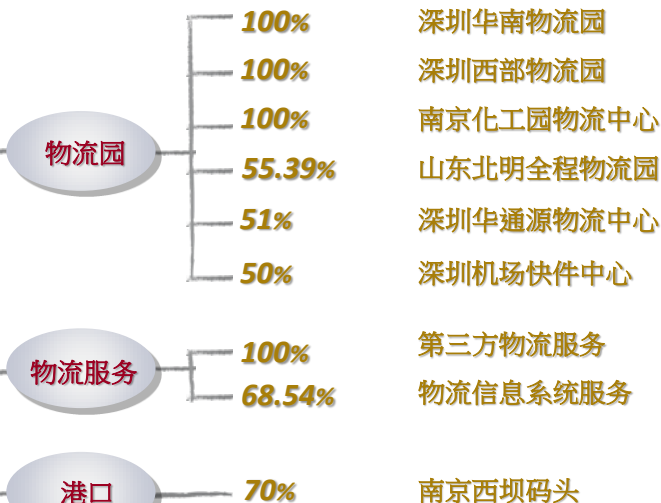 100% 深圳华南物流园
100% 深圳西部物流园
100% 南京化工园物流中心
物流园
55.39% 山东北明全程物流园
51% 深圳华通源物流中心
50% 深圳机场快件中心
100% 第三方物流服务
物流服务
68.54% 物流信息系统服务
港口
70% 南京西坝码头